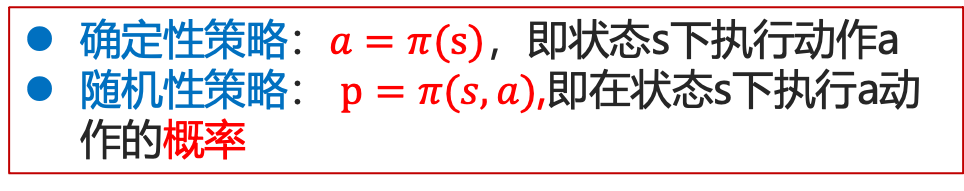 ● 确定性策略：a = π(s)，即状态s下执行动作a
● 随机性策略： p = π(s, a),即在状态s下执行a动
作的概率